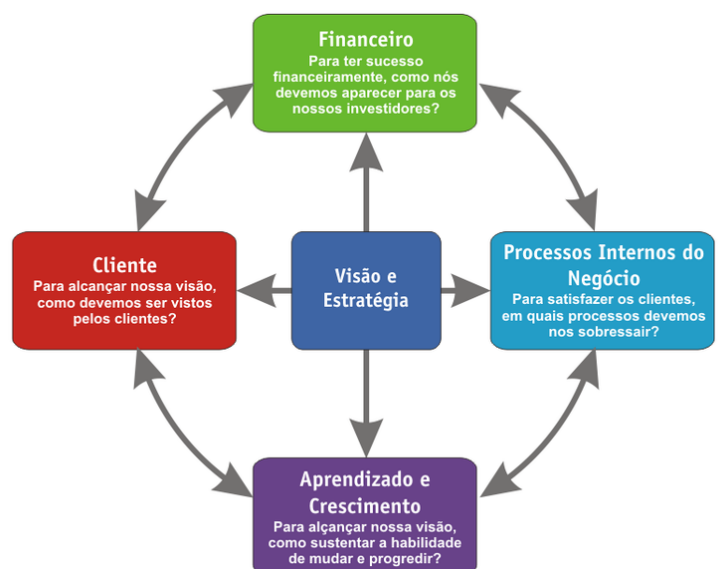 Financeiro
Para ter sucesso
financeiramente, como nós
devemos aparecer para os
nossos investidores?
Cliente
Para alcançar nossa visão,
como devemos ser vistos
pelos clientes?
Visão e
Estratégia
Processos Internos do
Negócio
Para satisfazer os clientes,
em quais processos devemos
nos sobressair?
Aprendizado e
Crescimento
Para alçançar nossa visão,
como sustentar a habilidade
de mudar e progredir?